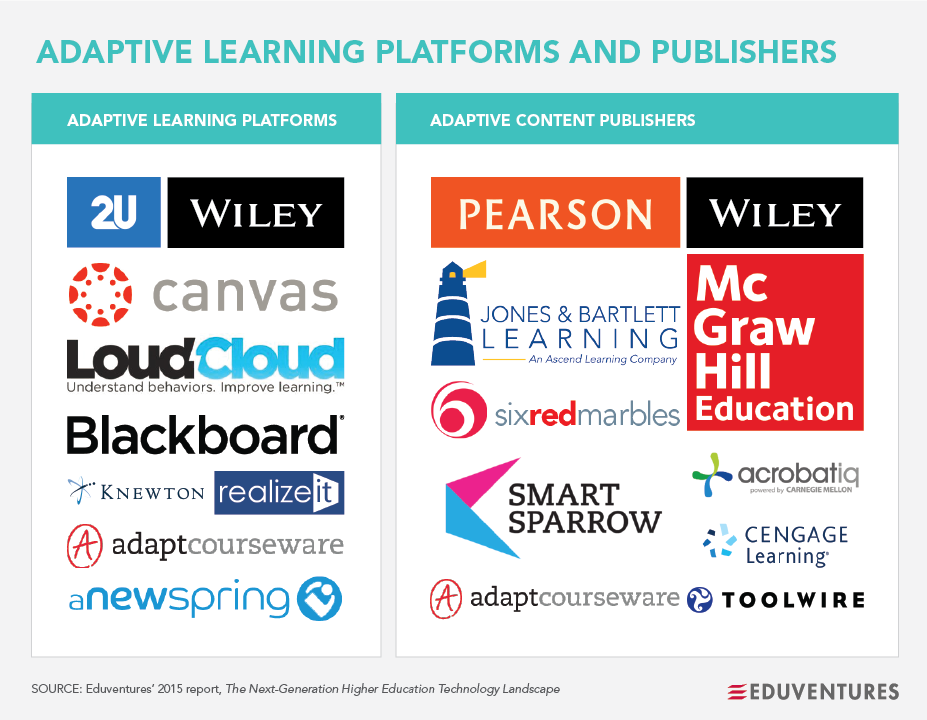 ADAPTIVE LEARNING PLATFORMS AND PUBLISHERS
ADAPTIVE LEARNING PLATFORMS
2U
WILEY
canvas
LoudCloud
Understand behaviors. Improve learning.™
Blackboard®
KNEWTON
realizeit
A adaptcourseware
anewspring
ADAPTIVE CONTENT PUBLISHERS
PEARSON
WILEY
JONES & BARTLETT
LEARNING
An Ascend Learning Company
Mc
Graw
Hill
Education
6 sixredmarbles
SMART
SPARROW
acrobatiq
powered by CARNEGIE MELLON
CENGAGE
Learning®
A adaptcourseware
TOOLWIRE
SOURCE: Eduventures’ 2015 report, The Next-Generation Higher Education Technology Landscape
EDUVENTURES